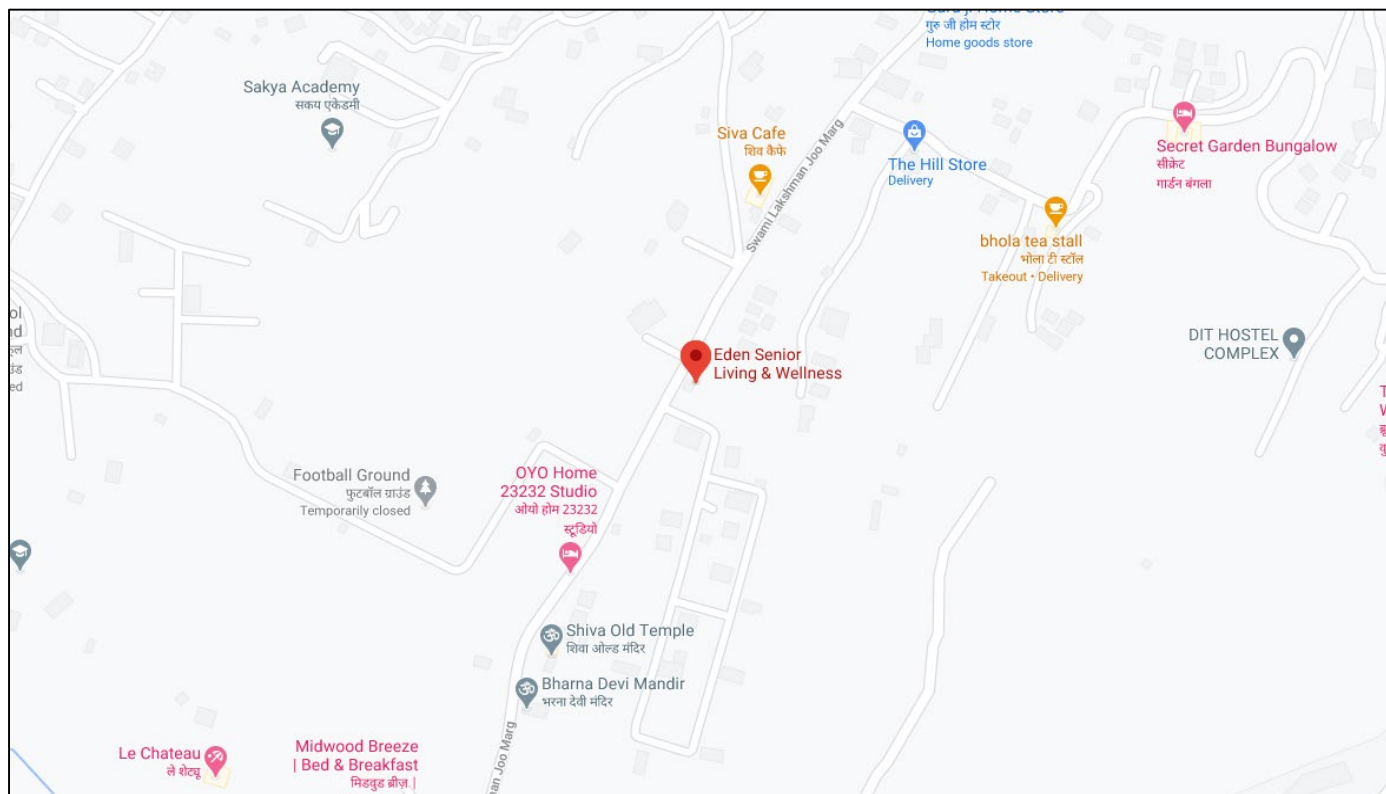 गुरु जी होम स्टोर
Home goods store
Sakya Academy
सकय एकेडमी
Siva Cafe
शिव कैफे
Swami Lakshman Joo Marg
The Hill Store
Delivery
Secret Garden Bungalow
सीक्रेट
गार्डन बंगला
bhola tea stall
भोला टी स्टॉल
Takeout • Delivery
DIT HOSTEL
COMPLEX
Eden Senior
Living & Wellness
Football Ground
फुटबॉल ग्राउंड
Temporarily closed
OYO Home
23232 Studio
ओयो होम 23232
स्टूडियो
Shiva Old Temple
शिवा ओल्ड मंदिर
Bharna Devi Mandir
भरना देवी मंदिर
Le Chateau
ले शेट्यू
Midwood Breeze
| Bed & Breakfast
मिडवुड ब्रीज़ |
Joo Marg